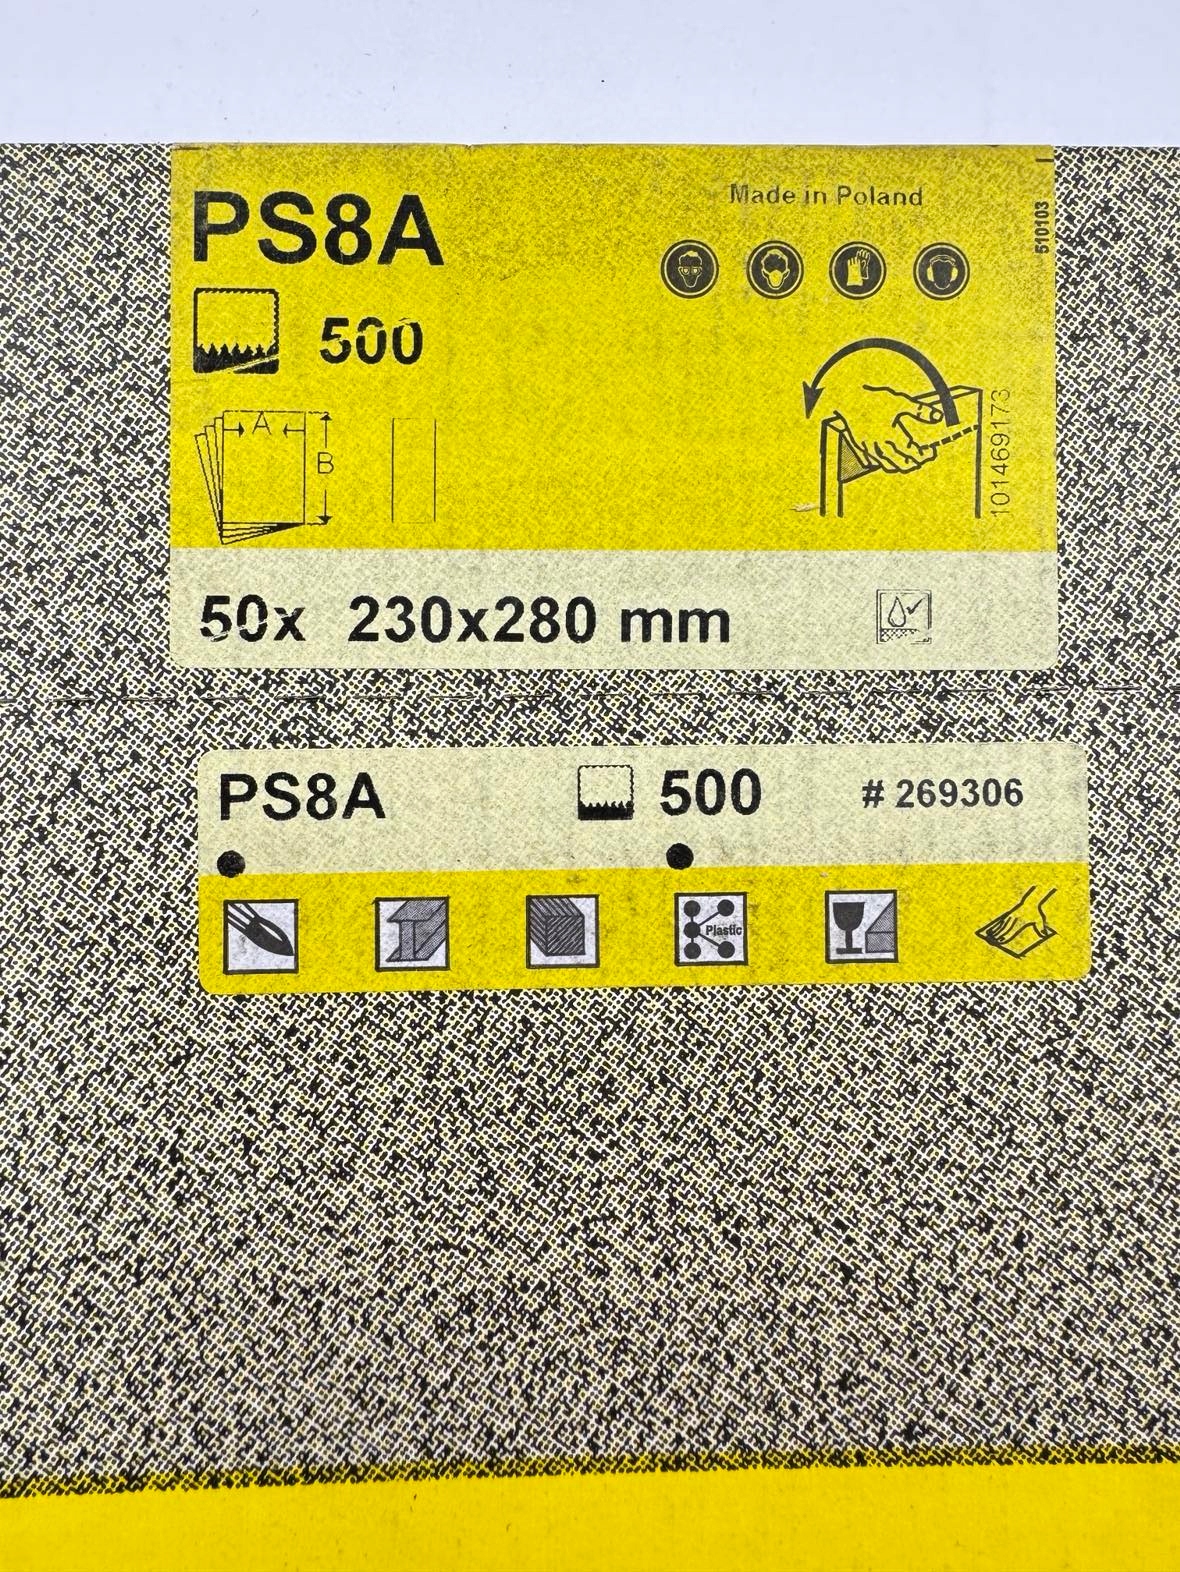 PS8A
Made in Poland
510103
500
A
B
101469173
50x 230x280 mm
PS8A 500 # 269306
Plastic